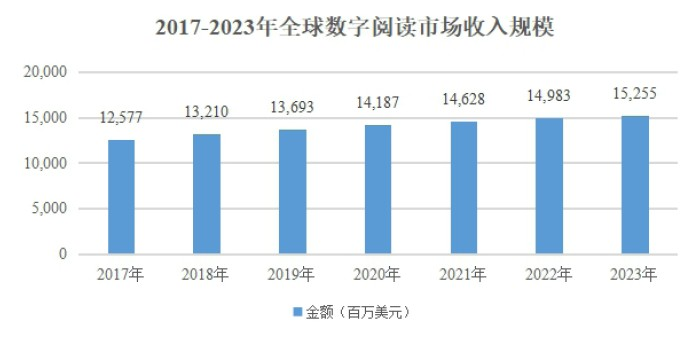 2017-2023年全球数字阅读市场收入规模
20,000
15,000
10,000
5,000
0
12,577
13,210
13,693
14,187
14,628
14,983
15,255
2017年
2018年
2019年
2020年
2021年
2022年
2023年
金额（百万美元）